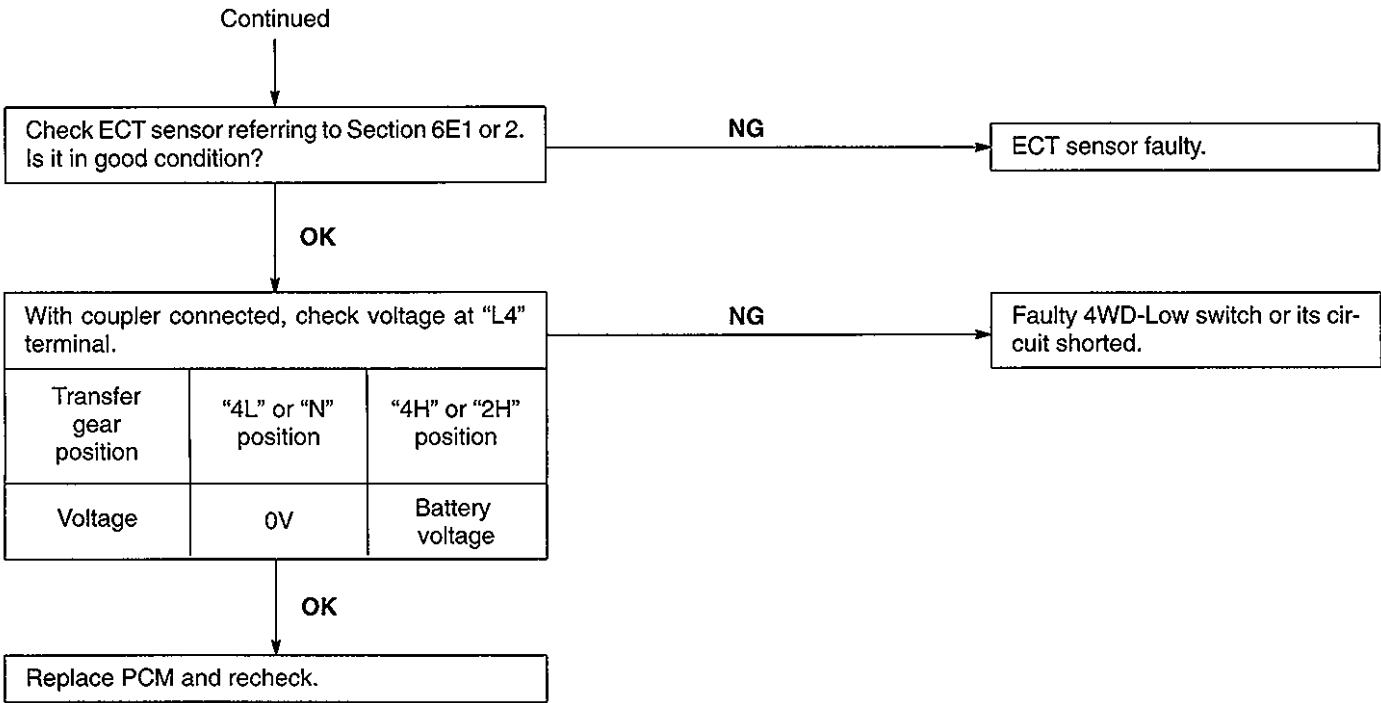 Continued
Check ECT sensor referring to Section 6E1 or 2.
Is it in good condition?
NG
ECT sensor faulty.
OK
With coupler connected, check voltage at “L4”
terminal.
NG
Faulty 4WD-Low switch or its cir-
cuit shorted.
Transfer
gear
position
“4L” or “N”
position
“4H” or “2H”
position
Voltage
0V
Battery
voltage
OK
Replace PCM and recheck.